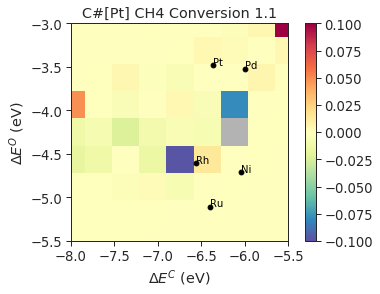 C#[Pt] CH4 Conversion 1.1
−3.0
−3.5
−4.0
−4.5
−5.0
−5.5
ΔE^O (eV)
Pt
Pd
Rh
Ni
Ru
−8.0 −7.5 −7.0 −6.5 −6.0 −5.5
ΔE^C (eV)
0.100
0.075
0.050
0.025
0.000
−0.025
−0.050
−0.075
−0.100